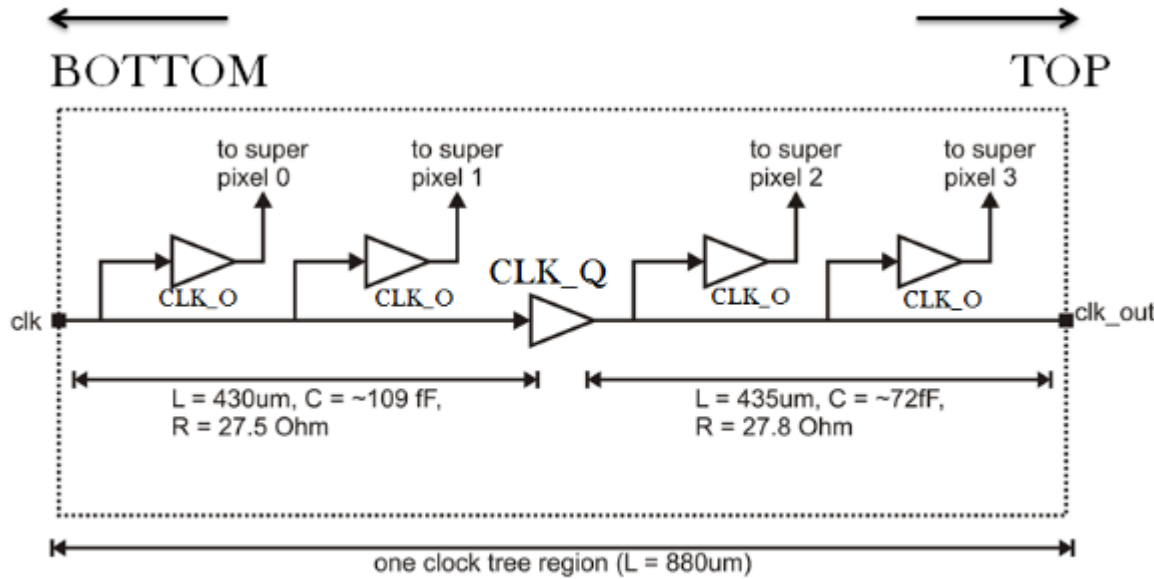 BOTTOM
TOP
to super
pixel 0
to super
pixel 1
to super
pixel 2
to super
pixel 3
CLK_O
CLK_O
CLK_Q
CLK_O
CLK_O
clk
clk_out
L = 430um, C = ~109 fF,
R = 27.5 Ohm
L = 435um, C = ~72fF,
R = 27.8 Ohm
one clock tree region (L = 880um)